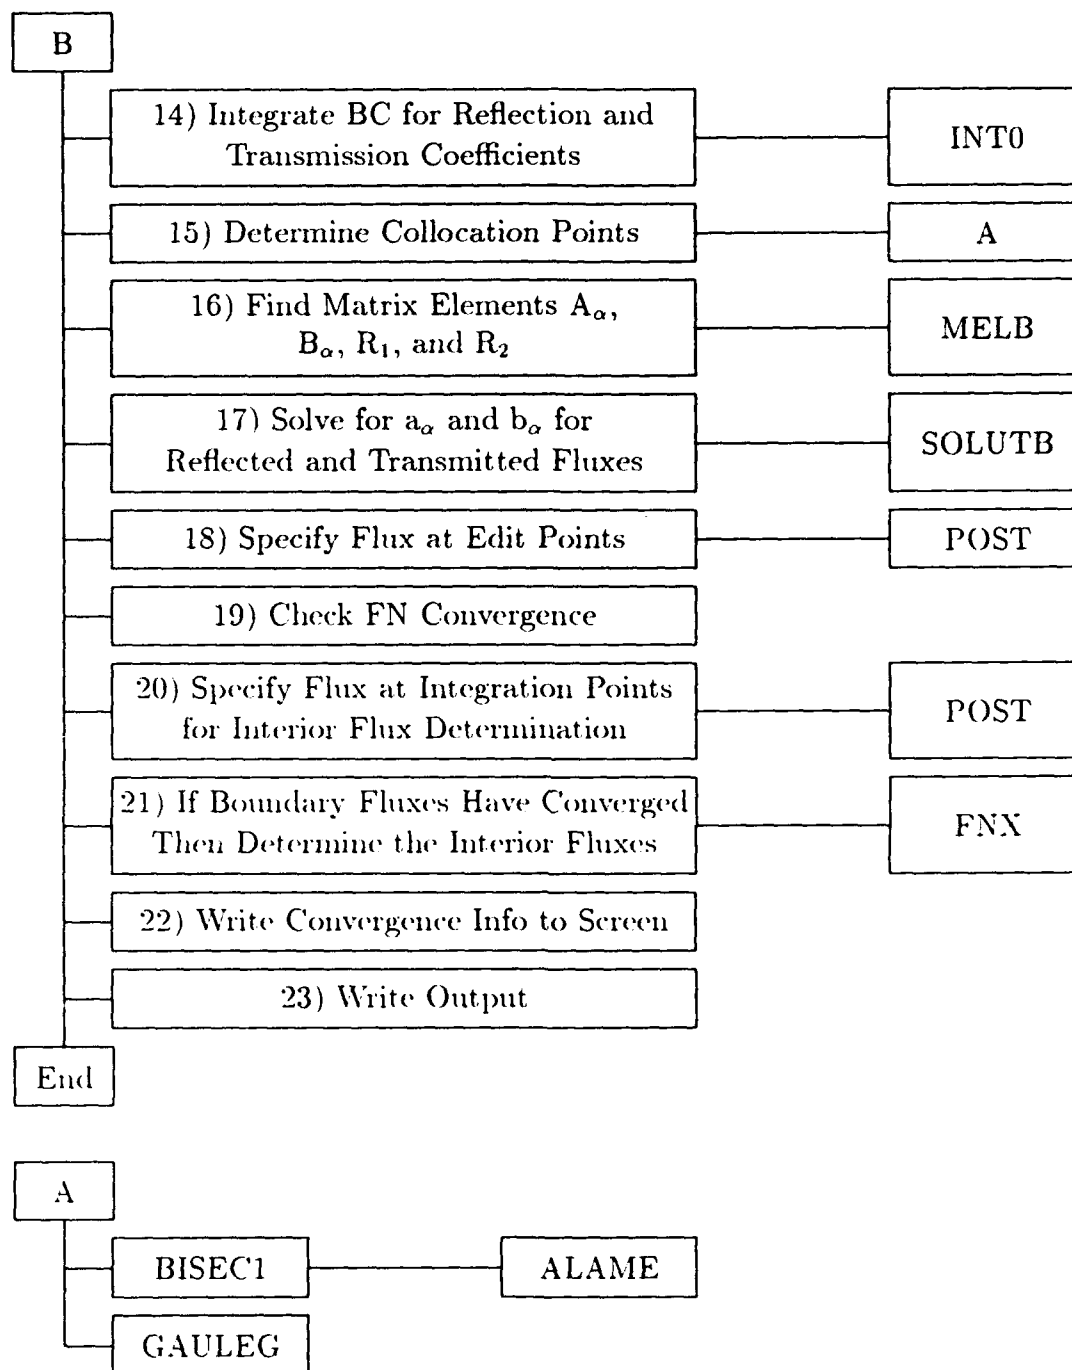 B
14) Integrate BC for Reflection and
Transmission Coefficients
INT0
15) Determine Collocation Points
A
16) Find Matrix Elements Aα,
Bα, R₁, and R₂
MELB
17) Solve for aα and bα for
Reflected and Transmitted Fluxes
SOLUTB
18) Specify Flux at Edit Points
POST
19) Check FN Convergence
20) Specify Flux at Integration Points
for Interior Flux Determination
POST
21) If Boundary Fluxes Have Converged
Then Determine the Interior Fluxes
FNX
22) Write Convergence Info to Screen
23) Write Output
End
A
BISEC1
ALAME
GAULEG